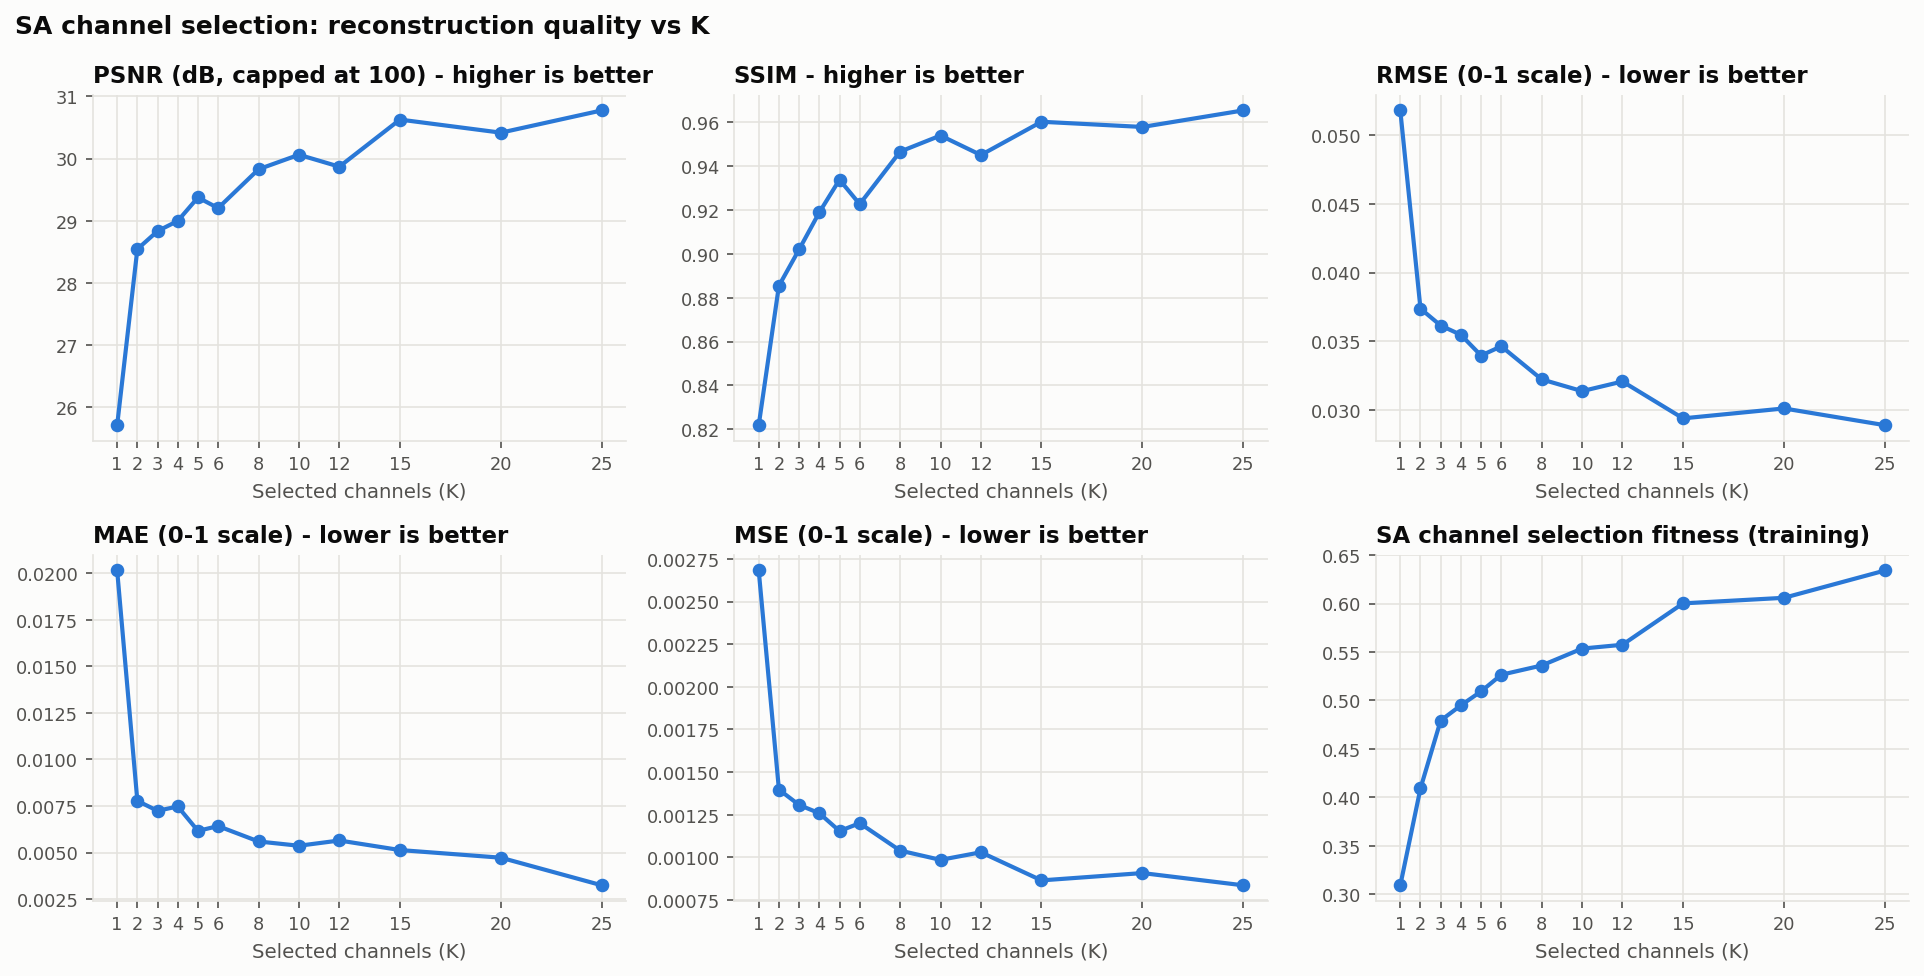 SA channel selection: reconstruction quality vs K
PSNR (dB, capped at 100) - higher is better
31
30
29
28
27
26
1 2 3 4 5 6 8 10 12 15 20 25
Selected channels (K)
SSIM - higher is better
0.96
0.94
0.92
0.90
0.88
0.86
0.84
0.82
1 2 3 4 5 6 8 10 12 15 20 25
Selected channels (K)
RMSE (0-1 scale) - lower is better
0.050
0.045
0.040
0.035
0.030
1 2 3 4 5 6 8 10 12 15 20 25
Selected channels (K)
MAE (0-1 scale) - lower is better
0.0200
0.0175
0.0150
0.0125
0.0100
0.0075
0.0050
0.0025
1 2 3 4 5 6 8 10 12 15 20 25
Selected channels (K)
MSE (0-1 scale) - lower is better
0.00275
0.00250
0.00225
0.00200
0.00175
0.00150
0.00125
0.00100
0.00075
1 2 3 4 5 6 8 10 12 15 20 25
Selected channels (K)
SA channel selection fitness (training)
0.65
0.60
0.55
0.50
0.45
0.40
0.35
0.30
1 2 3 4 5 6 8 10 12 15 20 25
Selected channels (K)